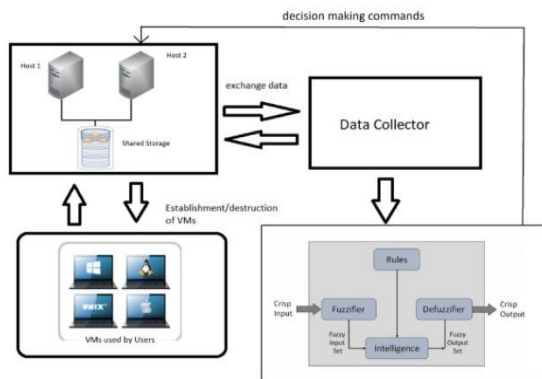 decision making commands
Host 1
Host 2
Shared Storage
exchange data
Data Collector
Establishment/destruction
of VMs
UNIX
VMs used by Users
Rules
Crisp
Input
Fuzzifier
Defuzzifier
Crisp
Output
Fuzzy
Input
Set
Intelligence
Fuzzy
Output
Set